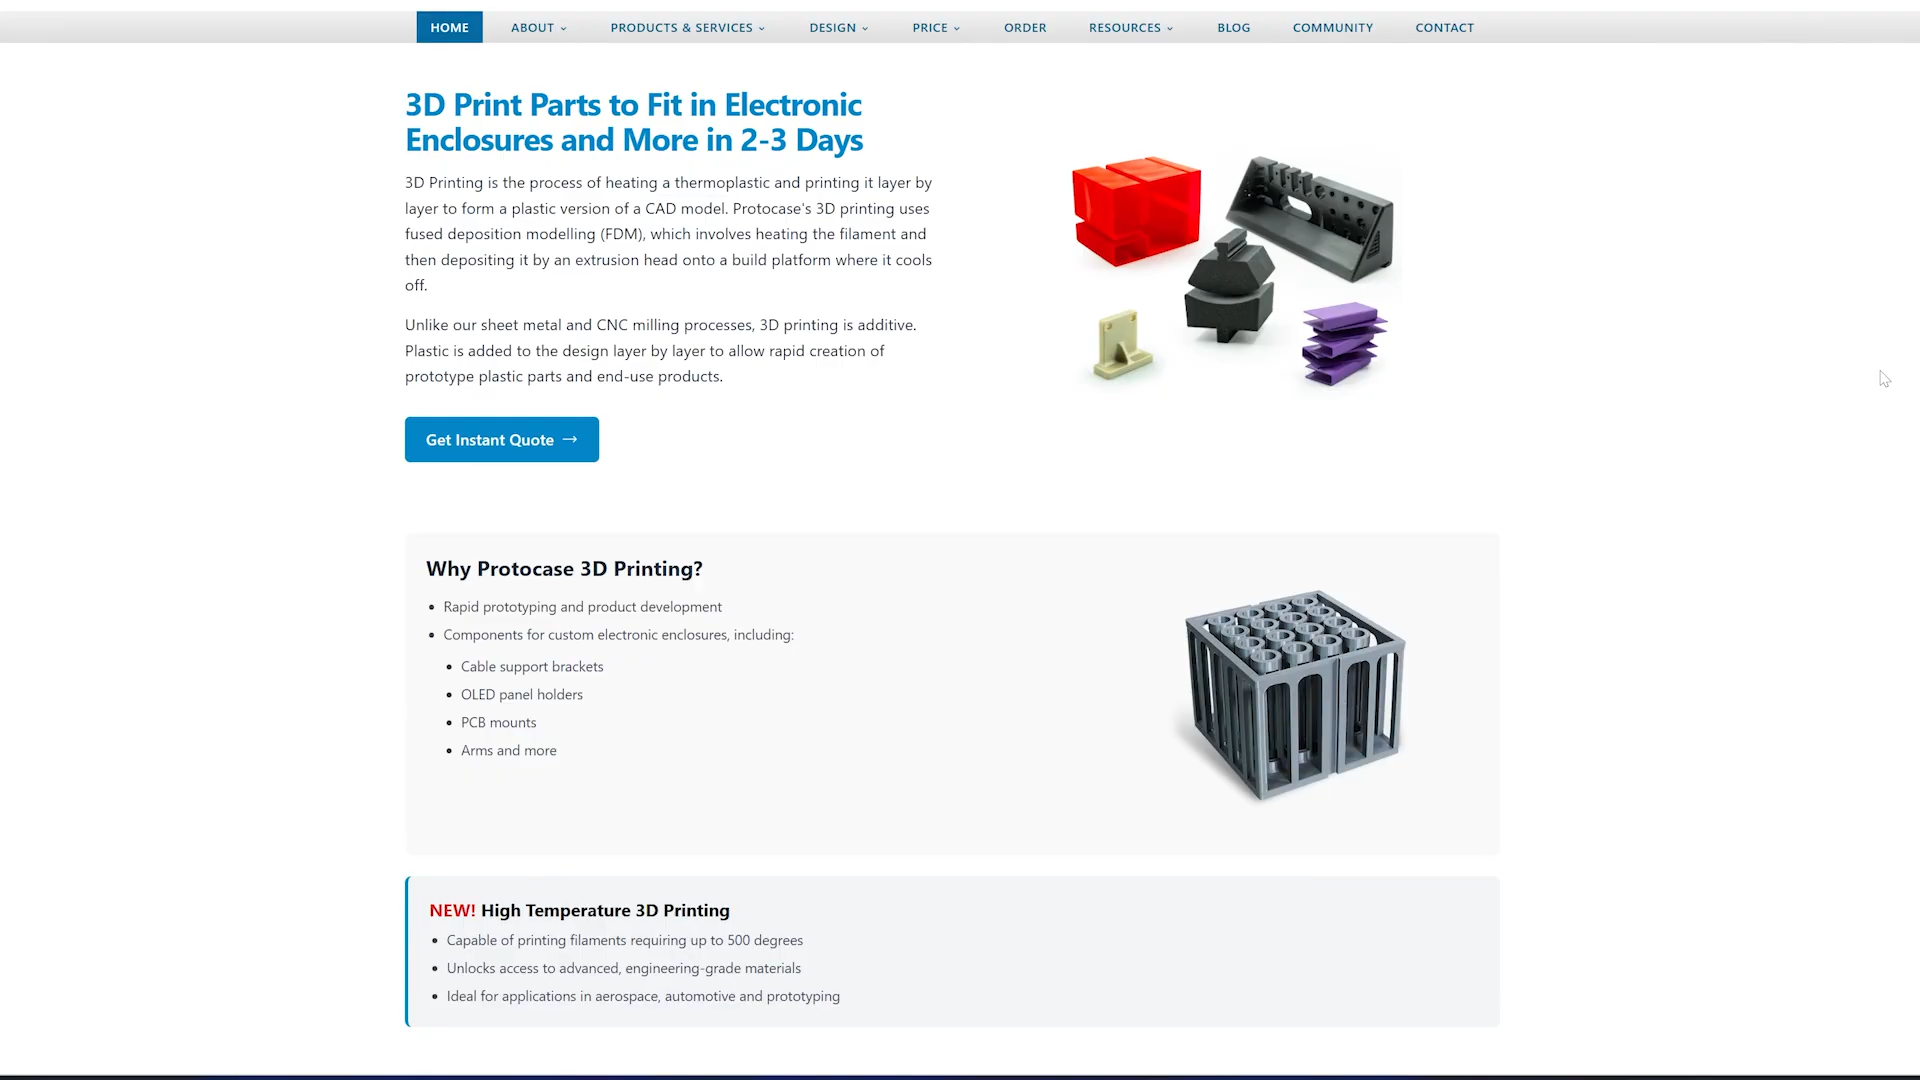 HOME ABOUT PRODUCTS & SERVICES DESIGN PRICE ORDER RESOURCES BLOG COMMUNITY CONTACT
3D Print Parts to Fit in Electronic
Enclosures and More in 2-3 Days
3D Printing is the process of heating a thermoplastic and printing it layer by
layer to form a plastic version of a CAD model. Protocase's 3D printing uses
fused deposition modelling (FDM), which involves heating the filament and
then depositing it by an extrusion head onto a build platform where it cools
off.
Unlike our sheet metal and CNC milling processes, 3D printing is additive.
Plastic is added to the design layer by layer to allow rapid creation of
prototype plastic parts and end-use products.
Get Instant Quote →
Why Protocase 3D Printing?
• Rapid prototyping and product development
• Components for custom electronic enclosures, including:
• Cable support brackets
• OLED panel holders
• PCB mounts
• Arms and more
NEW! High Temperature 3D Printing
• Capable of printing filaments requiring up to 500 degrees
• Unlocks access to advanced, engineering-grade materials
• Ideal for applications in aerospace, automotive and prototyping